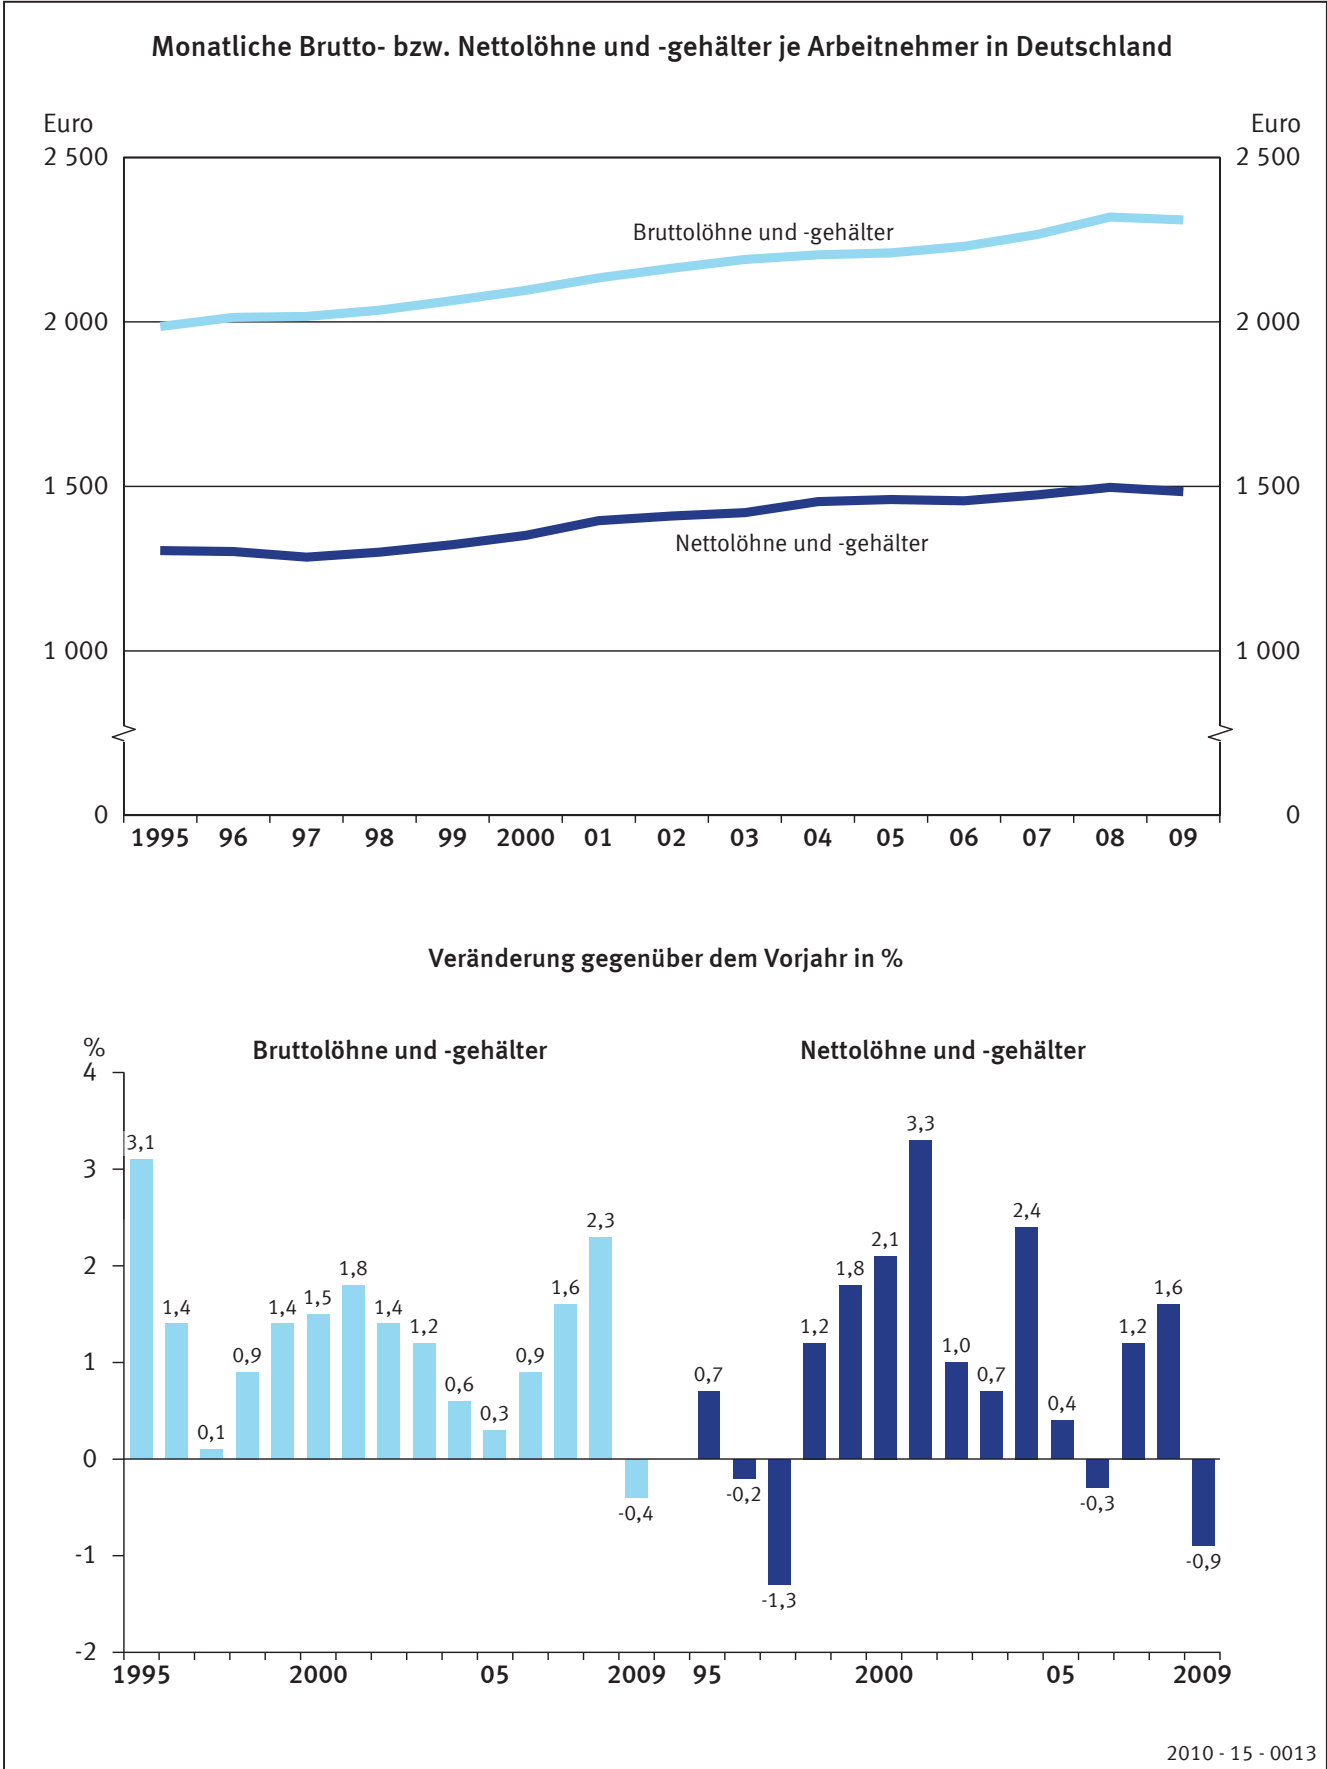 Monatliche Brutto- bzw. Nettolöhne und -gehälter je Arbeitnehmer in Deutschland
Euro Euro
2 500 2 500
Bruttolöhne und -gehälter
2 000 2 000
1 500 1 500
Nettolöhne und -gehälter
1 000 1 000
0 0
1995 96 97 98 99 2000 01 02 03 04 05 06 07 08 09
Veränderung gegenüber dem Vorjahr in %
%
Bruttolöhne und -gehälter Nettolöhne und -gehälter
4
3
2
1
0
-1
-2
3,1 1,4 0,1 0,9 1,4 1,5 1,8 1,4 1,2 0,6 0,3 0,9 1,6 2,3 -0,4
0,7 -0,2 -1,3 1,2 1,8 2,1 3,3 1,0 0,7 2,4 0,4 -0,3 1,2 1,6 -0,9
1995 2000 05 2009 95 2000 05 2009
2010 - 15 - 0013